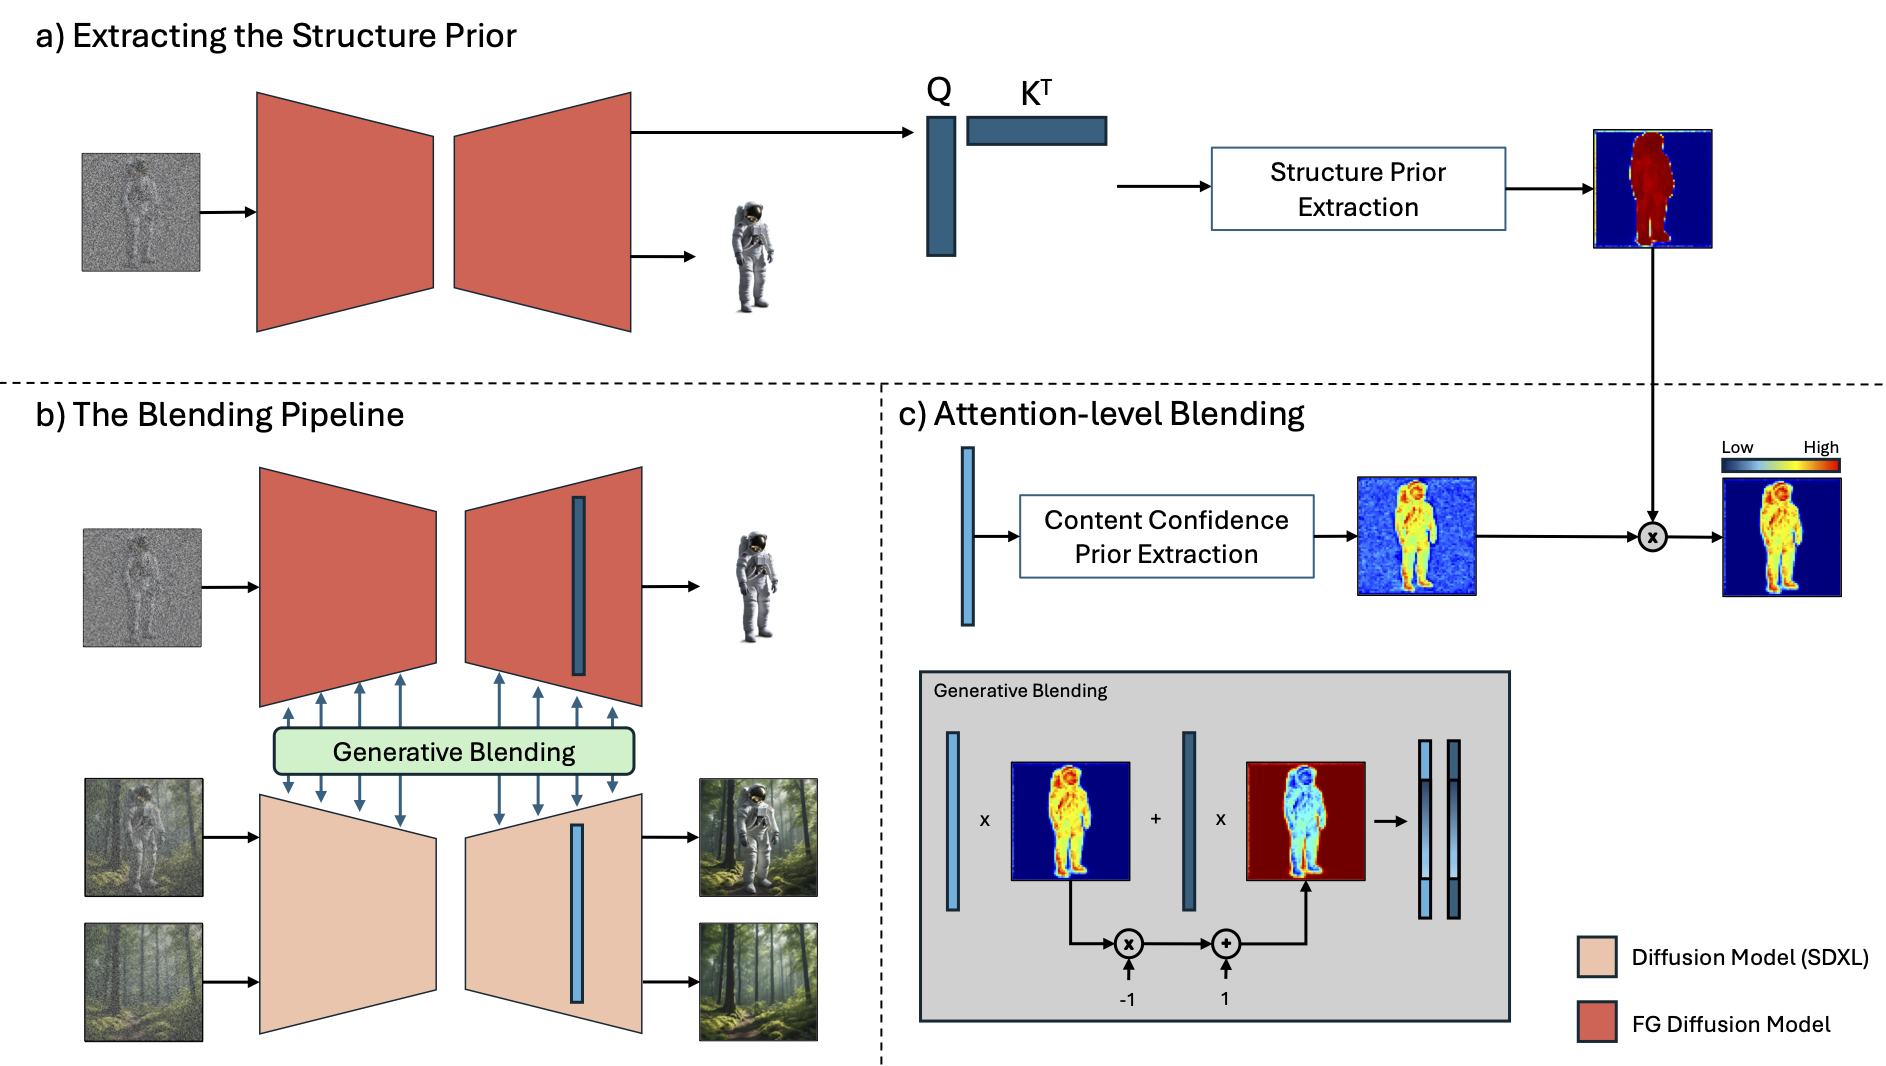 a) Extracting the Structure Prior
Q
Kᵀ
Structure Prior
Extraction
b) The Blending Pipeline
Generative Blending
c) Attention-level Blending
Low
High
Content Confidence
Prior Extraction
x
Generative Blending
x
+
x
x
+
-1
1
Diffusion Model (SDXL)
FG Diffusion Model